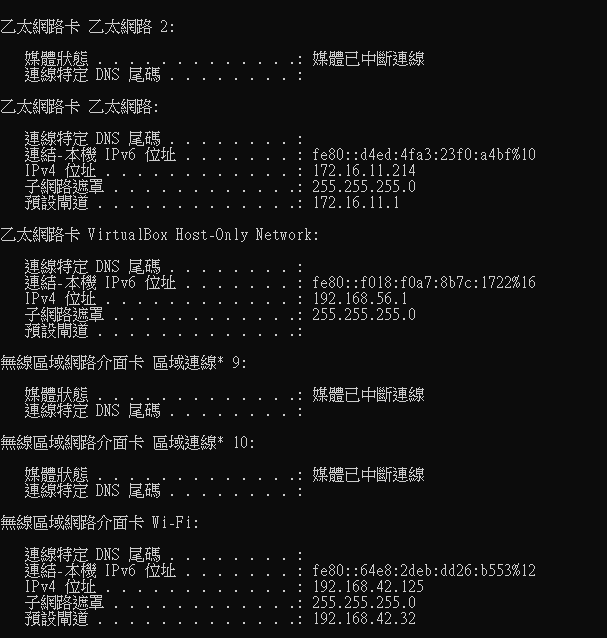 乙太網路卡 乙太網路 2:
媒體狀態 . . . . . . . . . . . . .: 媒體已中斷連線
連線特定 DNS 尾碼 . . . . . . . . :
乙太網路卡 乙太網路:
連線特定 DNS 尾碼 . . . . . . . . :
連結-本機 IPv6 位址 . . . . . . . : fe80::d4ed:4fa3:23f0:a4bf%10
IPv4 位址 . . . . . . . . . . . . : 172.16.11.214
子網路遮罩 . . . . . . . . . . . .: 255.255.255.0
預設閘道 . . . . . . . . . . . . .: 172.16.11.1
乙太網路卡 VirtualBox Host-Only Network:
連線特定 DNS 尾碼 . . . . . . . . :
連結-本機 IPv6 位址 . . . . . . . : fe80::f018:f0a7:8b7c:1722%16
IPv4 位址 . . . . . . . . . . . . : 192.168.56.1
子網路遮罩 . . . . . . . . . . . .: 255.255.255.0
預設閘道 . . . . . . . . . . . . .:
無線區域網路介面卡 區域連線* 9:
媒體狀態 . . . . . . . . . . . . .: 媒體已中斷連線
連線特定 DNS 尾碼 . . . . . . . . :
無線區域網路介面卡 區域連線* 10:
媒體狀態 . . . . . . . . . . . . .: 媒體已中斷連線
連線特定 DNS 尾碼 . . . . . . . . :
無線區域網路介面卡 Wi-Fi:
連線特定 DNS 尾碼 . . . . . . . . :
連結-本機 IPv6 位址 . . . . . . . : fe80::64e8:2deb:dd26:b553%12
IPv4 位址 . . . . . . . . . . . . : 192.168.42.125
子網路遮罩 . . . . . . . . . . . .: 255.255.255.0
預設閘道 . . . . . . . . . . . . .: 192.168.42.32